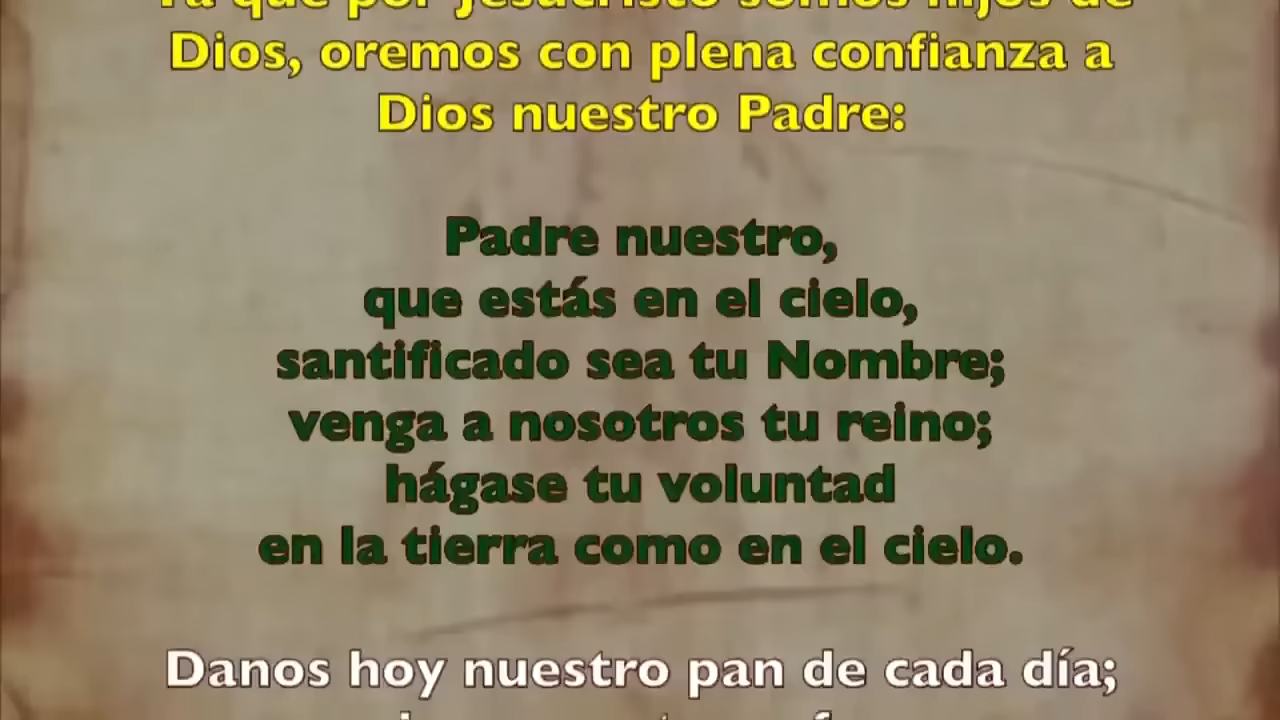 Ya que por Jesucristo somos hijos de
Dios, oremos con plena confianza a
Dios nuestro Padre:
Padre nuestro,
que estás en el cielo,
santificado sea tu Nombre;
venga a nosotros tu reino;
hágase tu voluntad
en la tierra como en el cielo.
Danos hoy nuestro pan de cada día;